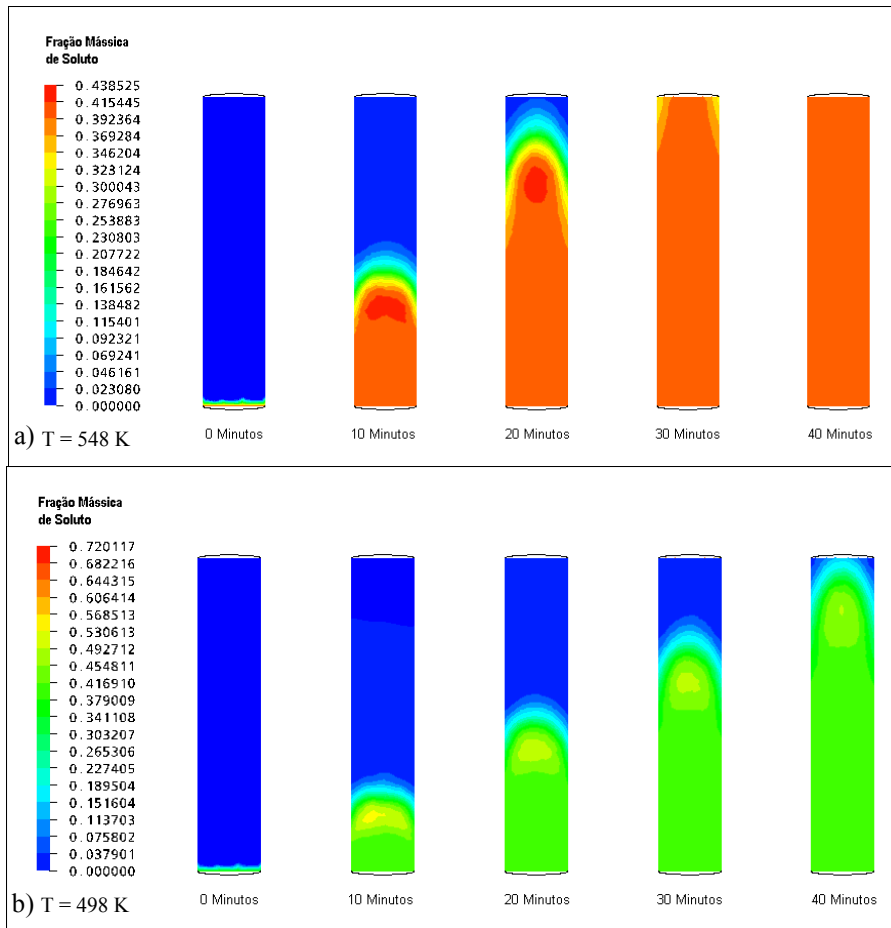 Fração Mássica
de Soluto
0.438525
0.415445
0.392364
0.369284
0.346204
0.323124
0.300043
0.276963
0.253883
0.230803
0.207722
0.184642
0.161562
0.138482
0.115401
0.092321
0.069241
0.046161
0.023080
0.000000
a) T = 548 K
0 Minutos
10 Minutos
20 Minutos
30 Minutos
40 Minutos
Fração Mássica
de Soluto
0.720117
0.682216
0.644315
0.606414
0.568513
0.530613
0.492712
0.454811
0.416910
0.379009
0.341108
0.303207
0.265306
0.227405
0.189504
0.151604
0.113703
0.075802
0.037901
0.000000
b) T = 498 K
0 Minutos
10 Minutos
20 Minutos
30 Minutos
40 Minutos